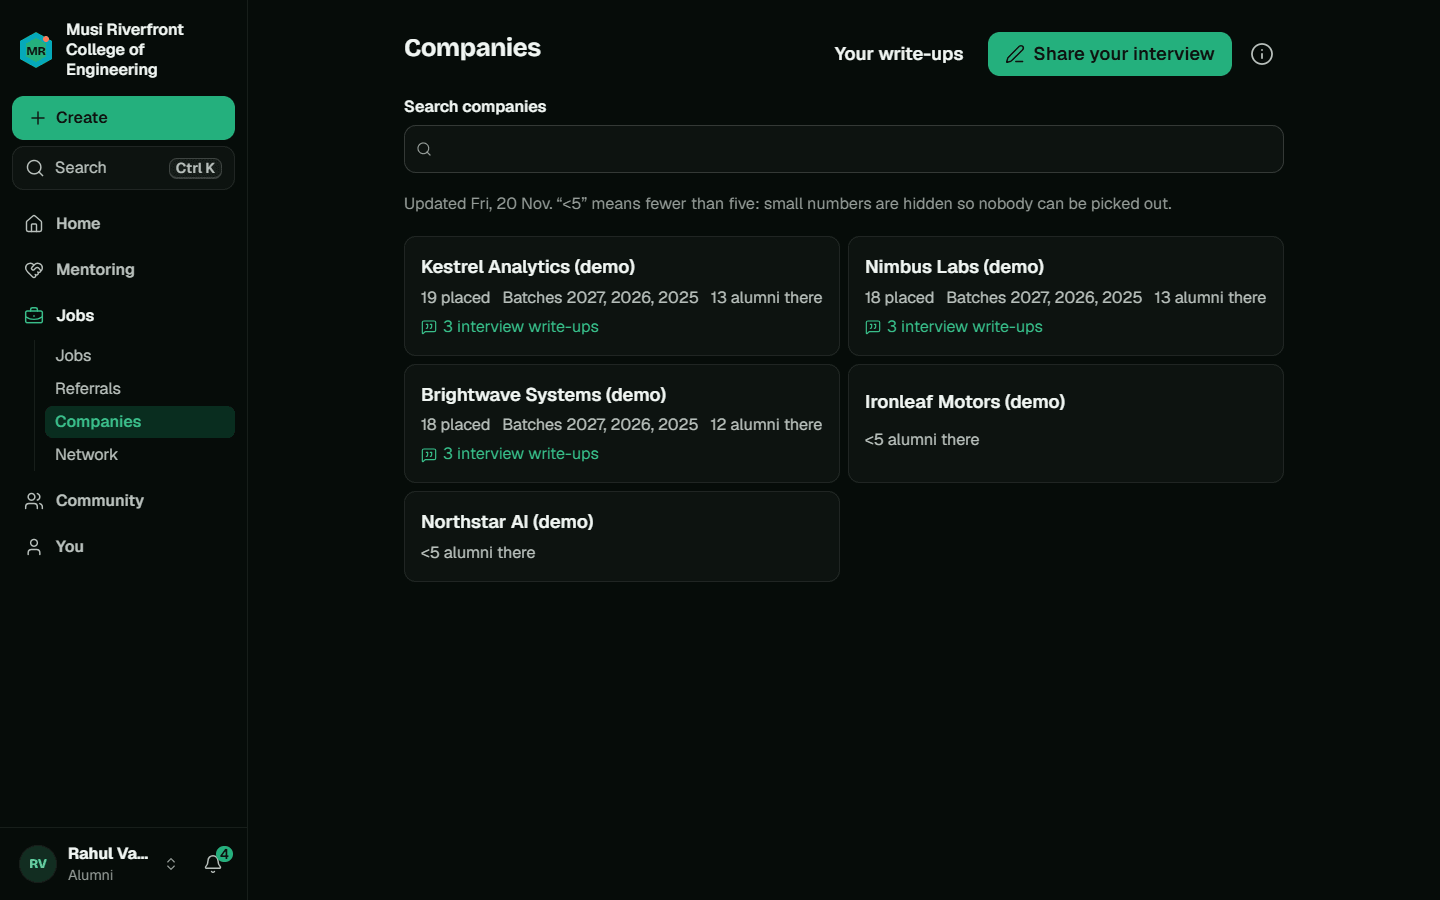 MR
Musi Riverfront
College of
Engineering
Create
Search Ctrl K
Home
Mentoring
Jobs
Jobs
Referrals
Companies
Network
Community
You
RV
Rahul Va...
Alumni
4
Companies
Your write-ups
Share your interview
Search companies
Updated Fri, 20 Nov. “<5” means fewer than five: small numbers are hidden so nobody can be picked out.
Kestrel Analytics (demo)
19 placed Batches 2027, 2026, 2025 13 alumni there
3 interview write-ups
Nimbus Labs (demo)
18 placed Batches 2027, 2026, 2025 13 alumni there
3 interview write-ups
Brightwave Systems (demo)
18 placed Batches 2027, 2026, 2025 12 alumni there
3 interview write-ups
Ironleaf Motors (demo)
<5 alumni there
Northstar AI (demo)
<5 alumni there